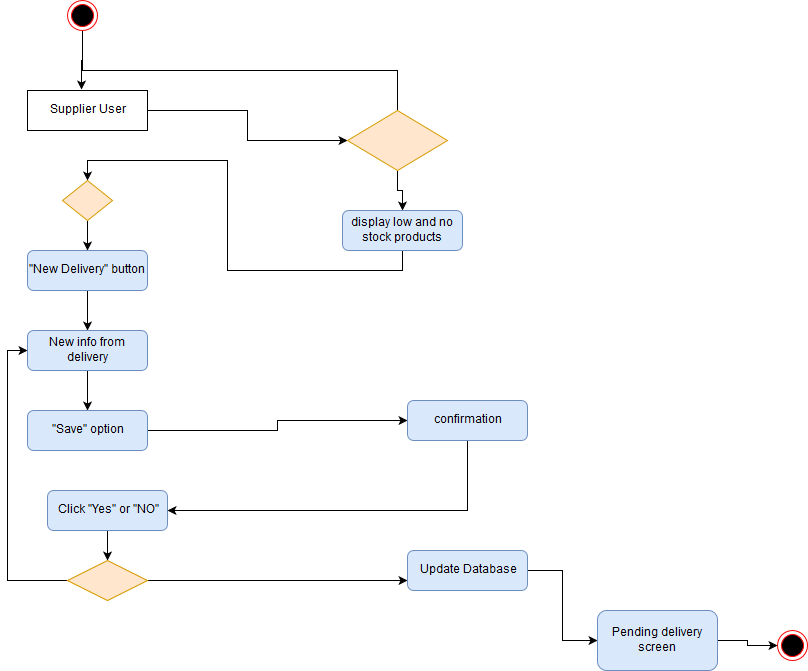 Supplier User
display low and no
stock products
"New Delivery" button
New info from
delivery
"Save" option
confirmation
Click "Yes" or "NO"
Update Database
Pending delivery
screen